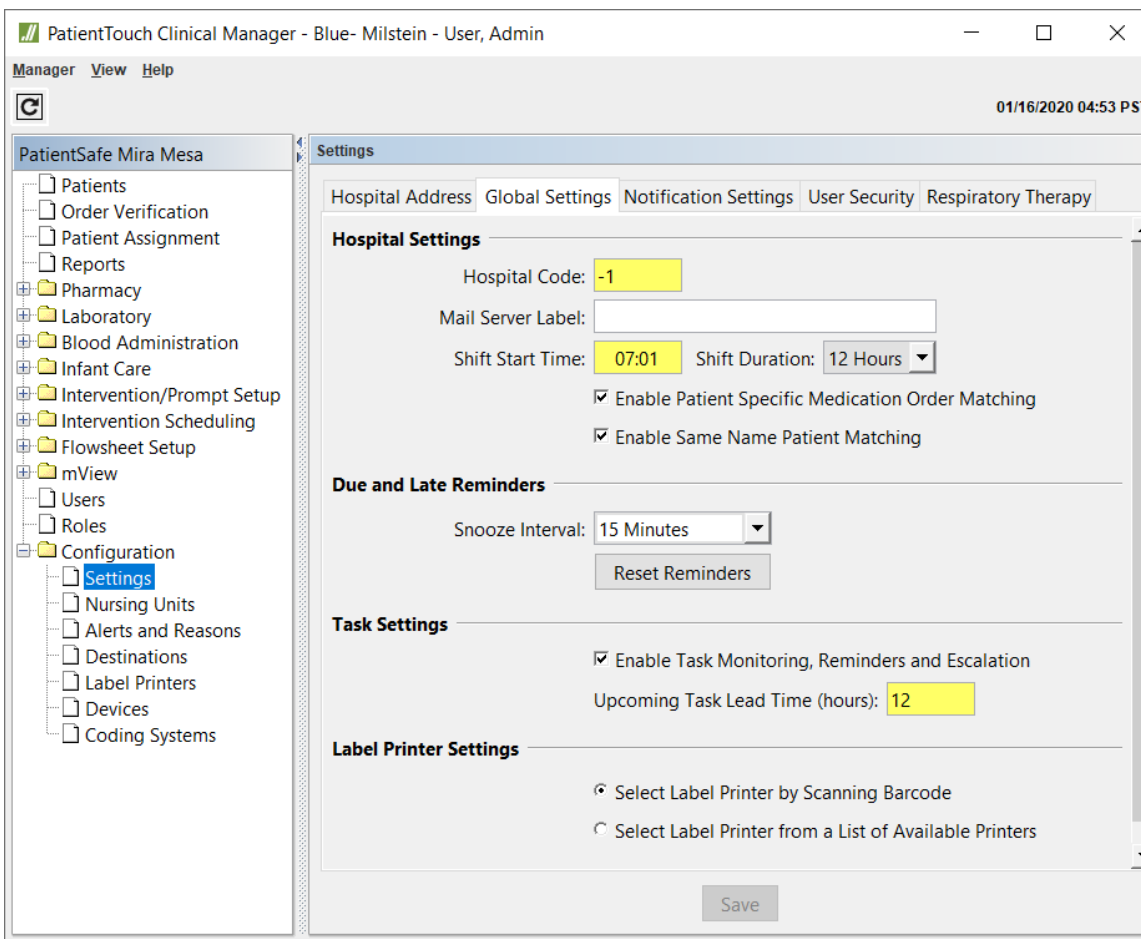 PatientTouch Clinical Manager - Blue- Milstein - User, Admin
Manager View Help
01/16/2020 04:53 PST
PatientSafe Mira Mesa
Patients
Order Verification
Patient Assignment
Reports
Pharmacy
Laboratory
Blood Administration
Infant Care
Intervention/Prompt Setup
Intervention Scheduling
Flowsheet Setup
mView
Users
Roles
Configuration
Settings
Nursing Units
Alerts and Reasons
Destinations
Label Printers
Devices
Coding Systems
Settings
Hospital Address Global Settings Notification Settings User Security Respiratory Therapy
Hospital Settings
Hospital Code: -1
Mail Server Label:
Shift Start Time: 07:01 Shift Duration: 12 Hours
Enable Patient Specific Medication Order Matching
Enable Same Name Patient Matching
Due and Late Reminders
Snooze Interval: 15 Minutes
Reset Reminders
Task Settings
Enable Task Monitoring, Reminders and Escalation
Upcoming Task Lead Time (hours): 12
Label Printer Settings
Select Label Printer by Scanning Barcode
Select Label Printer from a List of Available Printers
Save